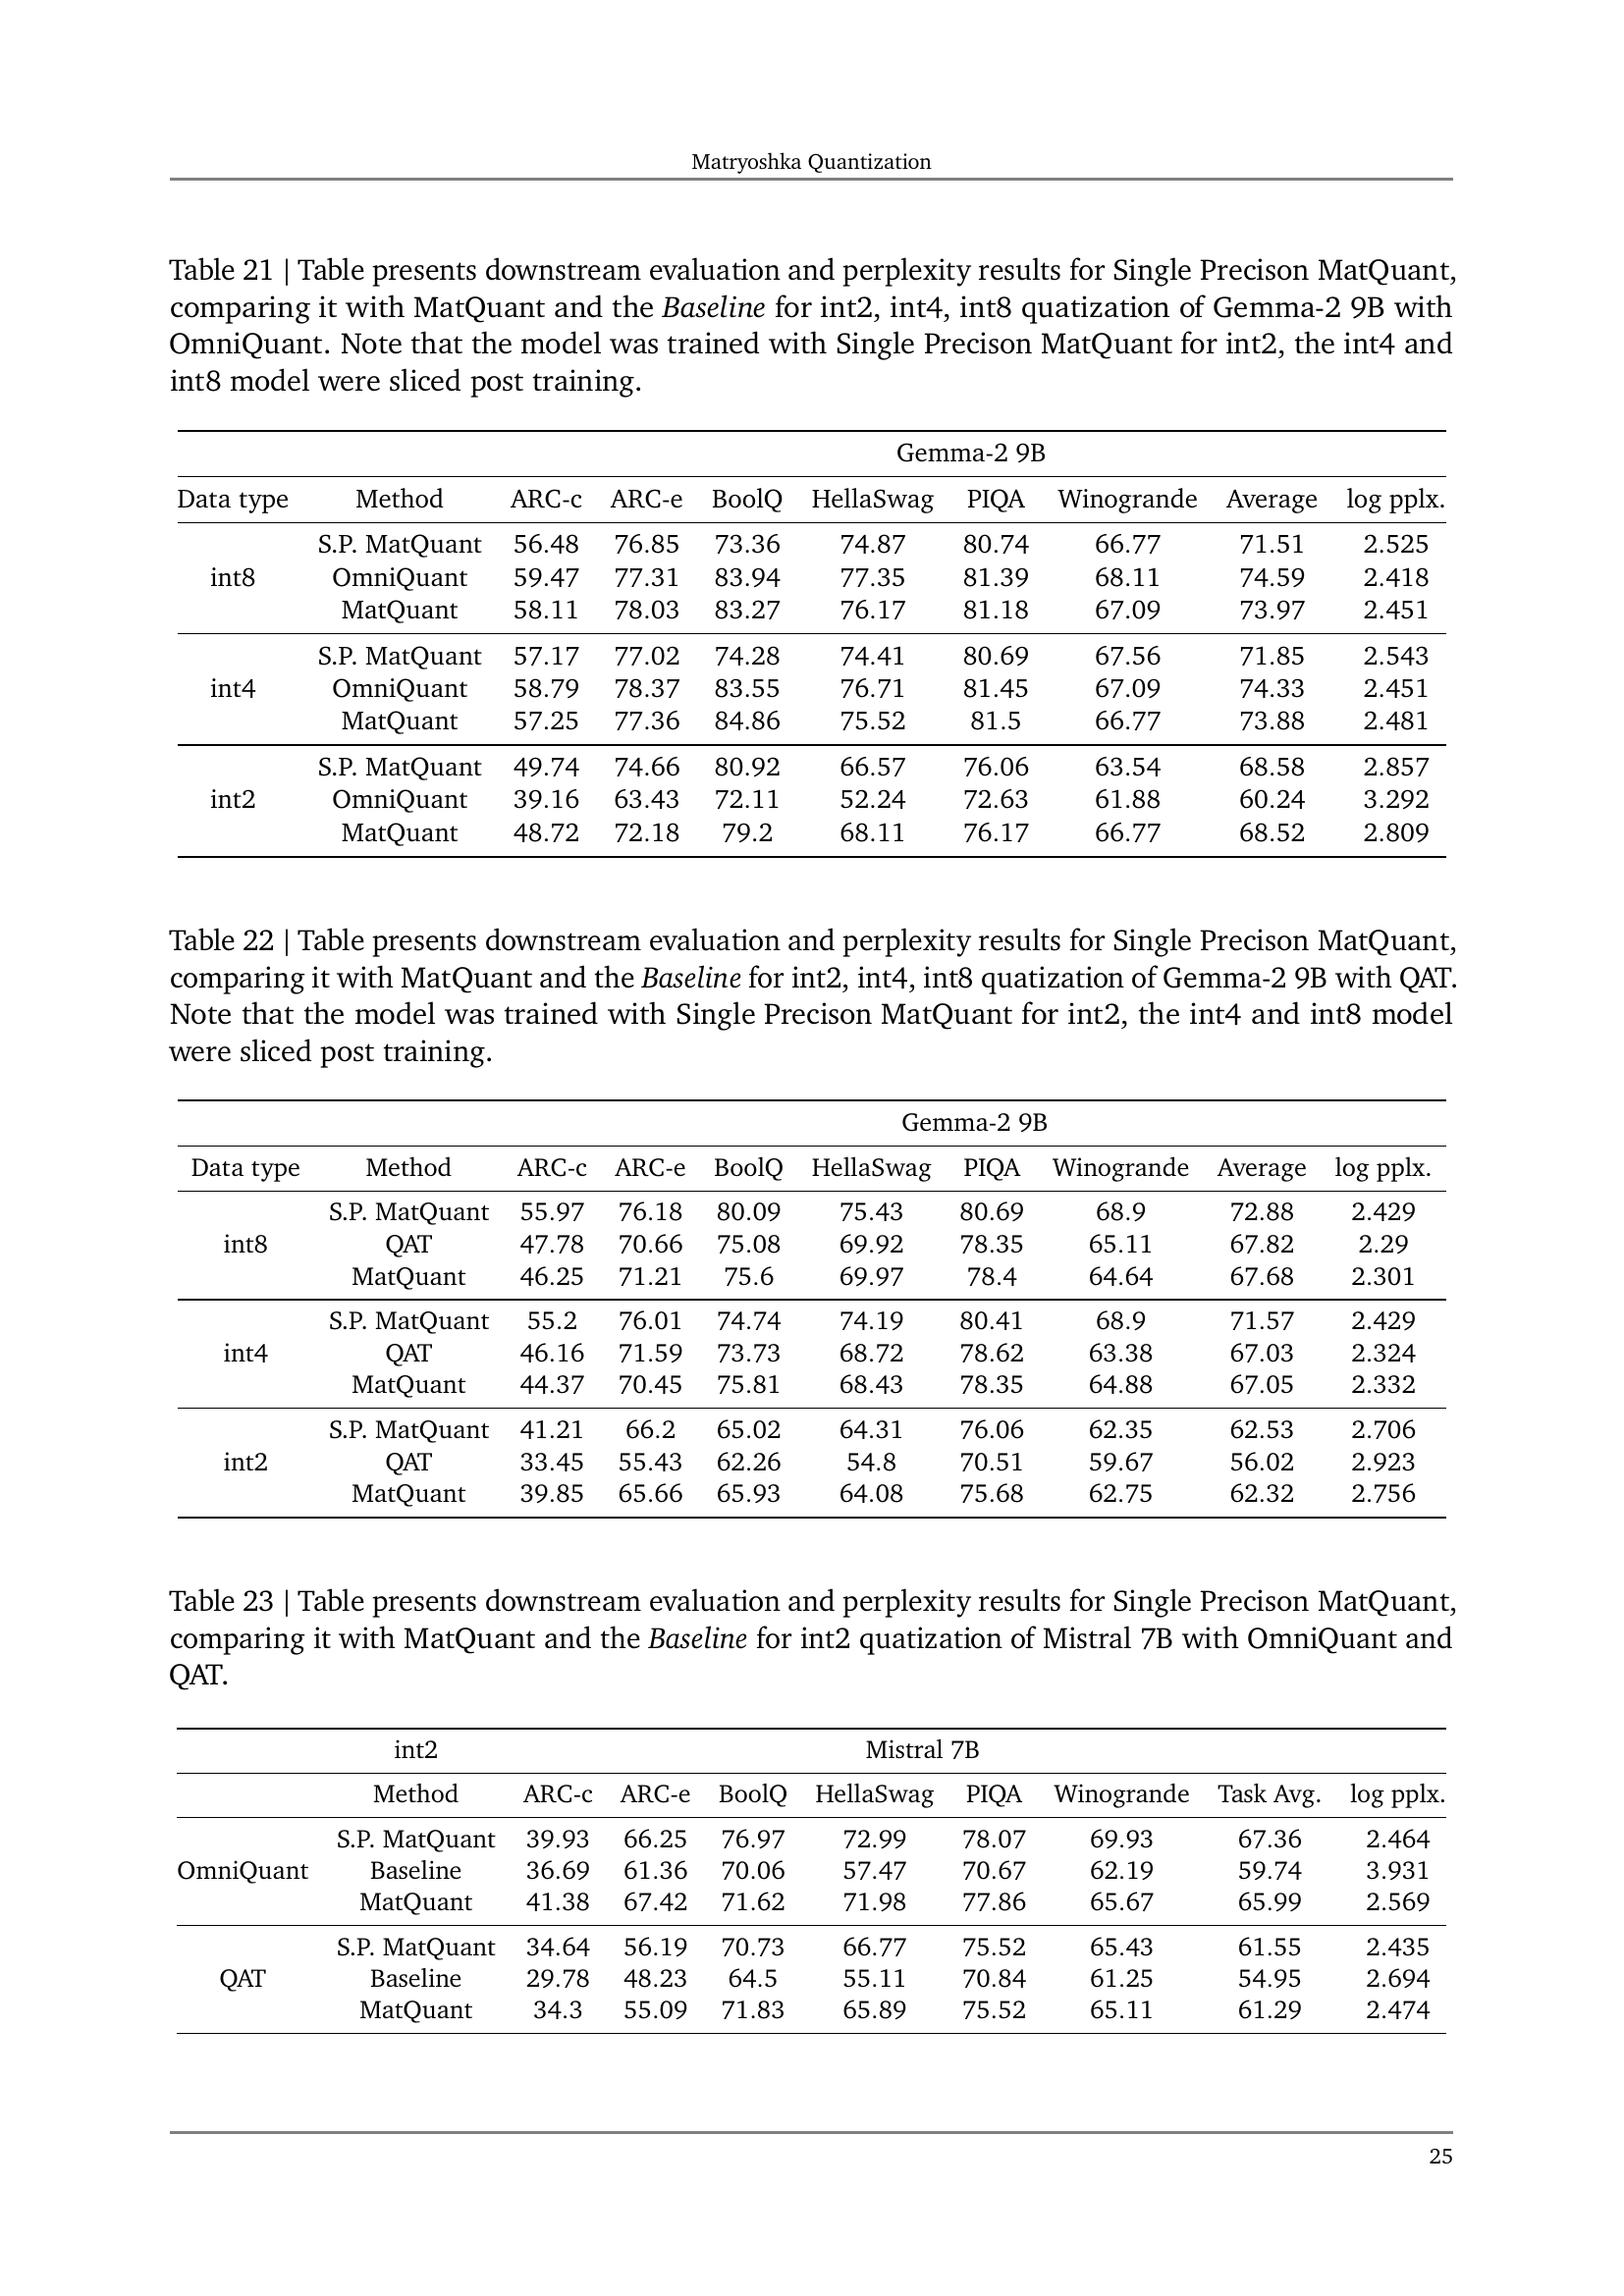 Matryoshka Quantization
Table 21 | Table presents downstream evaluation and perplexity results for Single Precison MatQuant,
comparing it with MatQuant and the Baseline for int2, int4, int8 quatization of Gemma-2 9B with
OmniQuant. Note that the model was trained with Single Precison MatQuant for int2, the int4 and
int8 model were sliced post training.
Gemma-2 9B
Data type Method ARC-c ARC-e BoolQ HellaSwag PIQA Winogrande Average log pplx.
S.P. MatQuant 56.48 76.85 73.36 74.87 80.74 66.77 71.51 2.525
int8 OmniQuant 59.47 77.31 83.94 77.35 81.39 68.11 74.59 2.418
MatQuant 58.11 78.03 83.27 76.17 81.18 67.09 73.97 2.451
S.P. MatQuant 57.17 77.02 74.28 74.41 80.69 67.56 71.85 2.543
int4 OmniQuant 58.79 78.37 83.55 76.71 81.45 67.09 74.33 2.451
MatQuant 57.25 77.36 84.86 75.52 81.5 66.77 73.88 2.481
S.P. MatQuant 49.74 74.66 80.92 66.57 76.06 63.54 68.58 2.857
int2 OmniQuant 39.16 63.43 72.11 52.24 72.63 61.88 60.24 3.292
MatQuant 48.72 72.18 79.2 68.11 76.17 66.77 68.52 2.809
Table 22 | Table presents downstream evaluation and perplexity results for Single Precison MatQuant,
comparing it with MatQuant and the Baseline for int2, int4, int8 quatization of Gemma-2 9B with QAT.
Note that the model was trained with Single Precison MatQuant for int2, the int4 and int8 model
were sliced post training.
Gemma-2 9B
Data type Method ARC-c ARC-e BoolQ HellaSwag PIQA Winogrande Average log pplx.
S.P. MatQuant 55.97 76.18 80.09 75.43 80.69 68.9 72.88 2.429
int8 QAT 47.78 70.66 75.08 69.92 78.35 65.11 67.82 2.29
MatQuant 46.25 71.21 75.6 69.97 78.4 64.64 67.68 2.301
S.P. MatQuant 55.2 76.01 74.74 74.19 80.41 68.9 71.57 2.429
int4 QAT 46.16 71.59 73.73 68.72 78.62 63.38 67.03 2.324
MatQuant 44.37 70.45 75.81 68.43 78.35 64.88 67.05 2.332
S.P. MatQuant 41.21 66.2 65.02 64.31 76.06 62.35 62.53 2.706
int2 QAT 33.45 55.43 62.26 54.8 70.51 59.67 56.02 2.923
MatQuant 39.85 65.66 65.93 64.08 75.68 62.75 62.32 2.756
Table 23 | Table presents downstream evaluation and perplexity results for Single Precison MatQuant,
comparing it with MatQuant and the Baseline for int2 quatization of Mistral 7B with OmniQuant and
QAT.
int2 Mistral 7B
Method ARC-c ARC-e BoolQ HellaSwag PIQA Winogrande Task Avg. log pplx.
S.P. MatQuant 39.93 66.25 76.97 72.99 78.07 69.93 67.36 2.464
OmniQuant Baseline 36.69 61.36 70.06 57.47 70.67 62.19 59.74 3.931
MatQuant 41.38 67.42 71.62 71.98 77.86 65.67 65.99 2.569
S.P. MatQuant 34.64 56.19 70.73 66.77 75.52 65.43 61.55 2.435
QAT Baseline 29.78 48.23 64.5 55.11 70.84 61.25 54.95 2.694
MatQuant 34.3 55.09 71.83 65.89 75.52 65.11 61.29 2.474
25